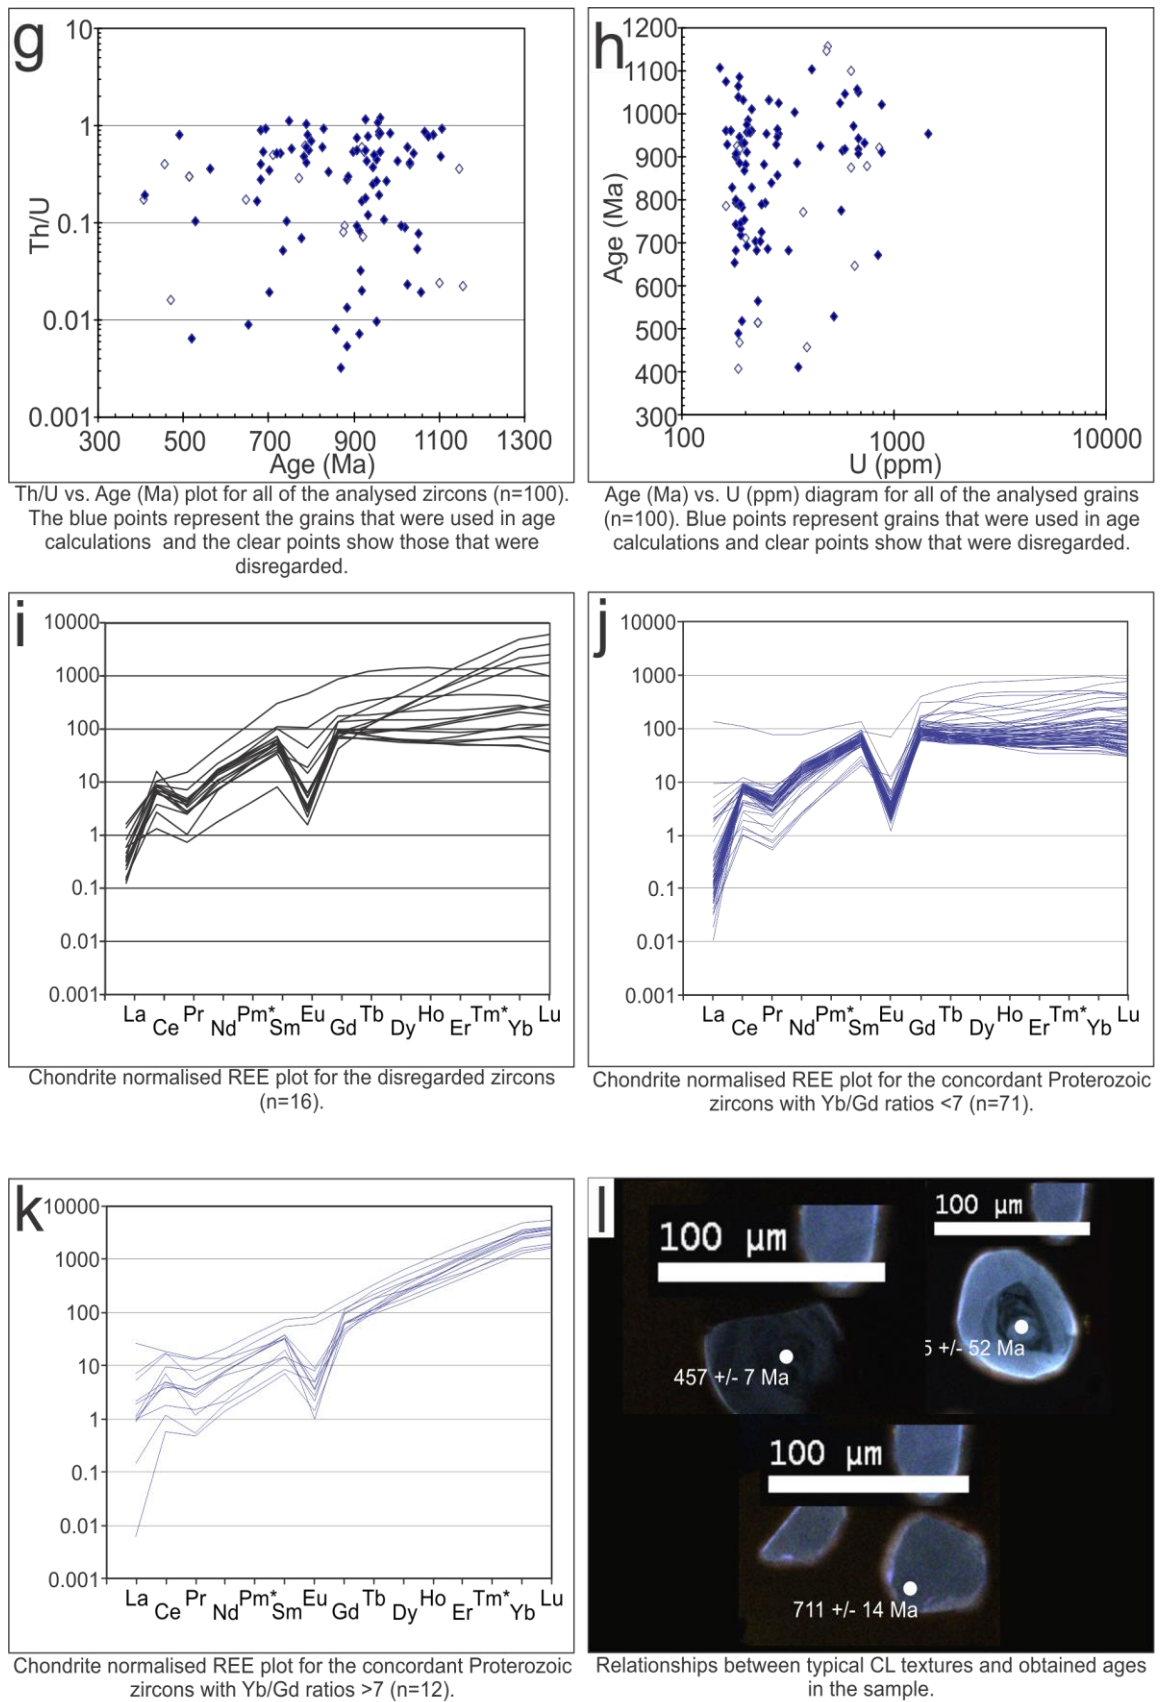 g
10
1
0.1
0.01
0.001
Th/U
300 500 700 900 1100 1300
Age (Ma)
Th/U vs. Age (Ma) plot for all of the analysed zircons (n=100).
The blue points represent the grains that were used in age
calculations and the clear points show those that were
disregarded.
h
1200
1100
1000
900
800
700
600
500
400
300
Age (Ma)
100 1000 10000
U (ppm)
Age (Ma) vs. U (ppm) diagram for all of the analysed grains
(n=100). Blue points represent grains that were used in age
calculations and clear points show that were disregarded.
i
10000
1000
100
10
1
0.1
0.01
0.001
La Ce Pr Nd Pm* Sm Eu Gd Tb Dy Ho Er Tm* Yb Lu
Chondrite normalised REE plot for the disregarded zircons
(n=16).
j
10000
1000
100
10
1
0.1
0.01
0.001
La Ce Pr Nd Pm* Sm Eu Gd Tb Dy Ho Er Tm* Yb Lu
Chondrite normalised REE plot for the concordant Proterozoic
zircons with Yb/Gd ratios <7 (n=71).
k
10000
1000
100
10
1
0.1
0.01
0.001
La Ce Pr Nd Pm* Sm Eu Gd Tb Dy Ho Er Tm* Yb Lu
Chondrite normalised REE plot for the concordant Proterozoic
zircons with Yb/Gd ratios >7 (n=12).
l
100 µm
100 µm
5 +/- 52 Ma
457 +/- 7 Ma
100 µm
711 +/- 14 Ma
Relationships between typical CL textures and obtained ages
in the sample.